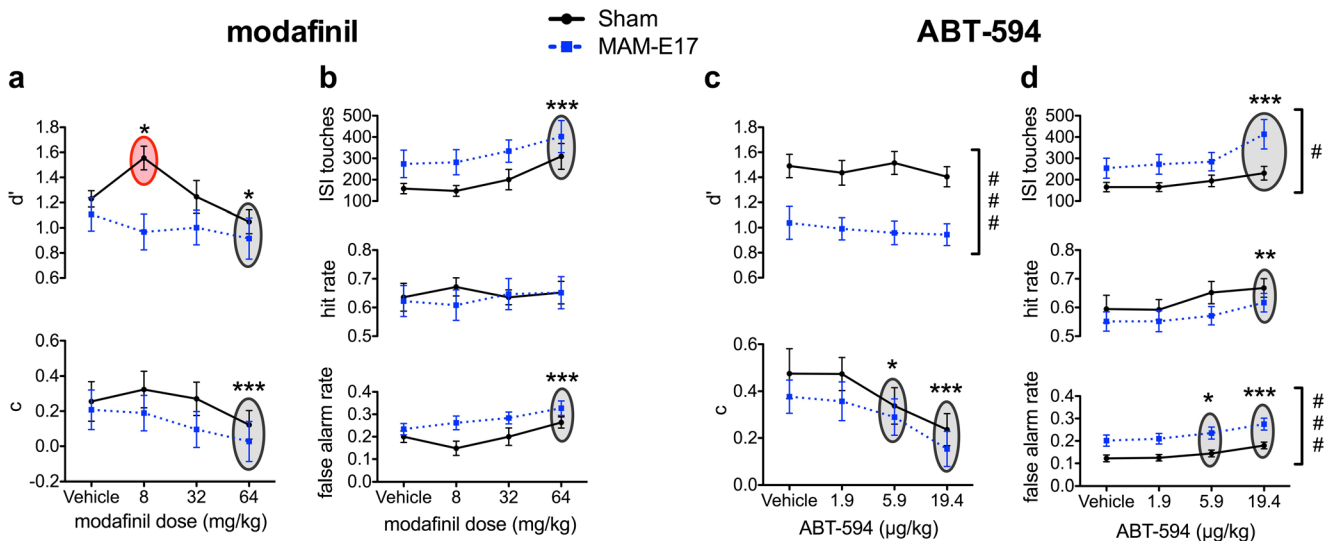 modafinil
Sham
MAM-E17
ABT-594
a
d'
1.8
1.6
1.4
1.2
1.0
0.8
0.6
*
*
c
0.6
0.4
0.2
0.0
-0.2
***
Vehicle 8 32 64
modafinil dose (mg/kg)
b
ISI touches
500
400
300
200
100
***
hit rate
0.8
0.7
0.6
0.5
false alarm rate
0.4
0.3
0.2
0.1
0.0
***
Vehicle 8 32 64
modafinil dose (mg/kg)
c
d'
1.8
1.6
1.4
1.2
1.0
0.8
0.6
###
c
0.6
0.4
0.2
0.0
* ***
Vehicle 1.9 5.9 19.4
ABT-594 (µg/kg)
d
ISI touches
500
400
300
200
100
***
#
hit rate
0.8
0.7
0.6
0.5
**
false alarm rate
0.4
0.3
0.2
0.1
0.0
* ***
###
Vehicle 1.9 5.9 19.4
ABT-594 (µg/kg)